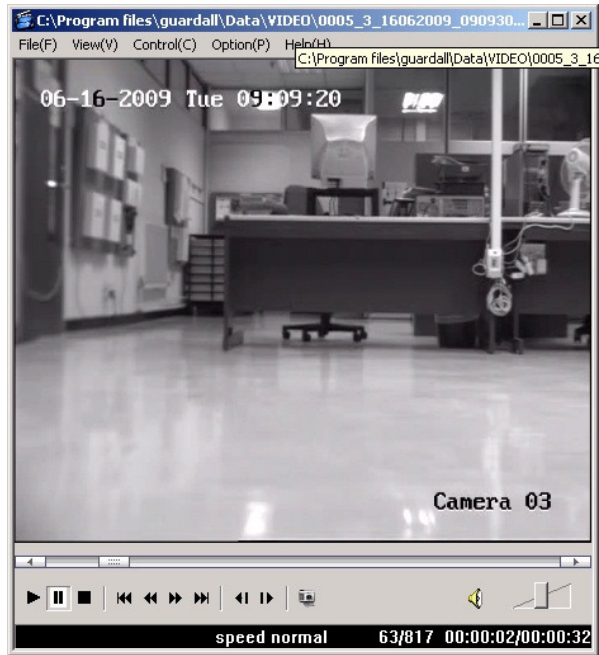 C:\Program files\guardall\Data\VIDEO\0005_3_16062009_090930...
File(F) View(V) Control(C) Option(P) Help(H)
C:\Program files\guardall\Data\VIDEO\0005_3_16
06-16-2009 Tue 09:09:20
Camera 03
speed normal 63/817 00:00:02/00:00:32